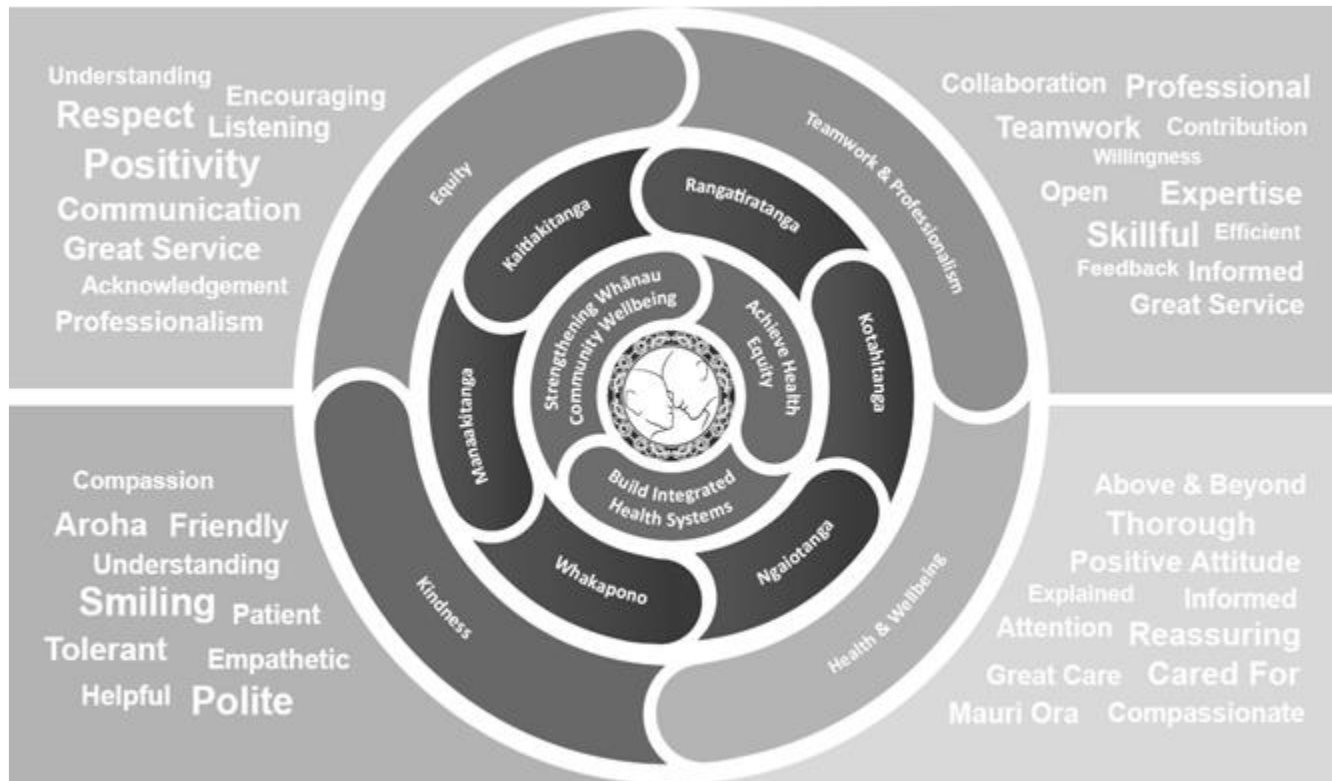 Understanding
Respect
Encouraging
Listening
Positivity
Communication
Great Service
Acknowledgement
Professionalism
Collaboration
Professional
Teamwork
Contribution
Willingness
Open
Expertise
Skillful
Efficient
Feedback
Informed
Great Service
Equity
Teamwork & Professionalism
Kaitiakitanga
Rangatiratanga
Manaakitanga
Kotahitanga
Whakapono
Ngaiotanga
Strengthening Whānau
Community Wellbeing
Achieve Health
Equity
Build Integrated
Health Systems
Kindness
Health & Wellbeing
Compassion
Aroha
Friendly
Understanding
Smiling
Patient
Tolerant
Empathetic
Helpful
Polite
Above & Beyond
Thorough
Positive Attitude
Explained
Informed
Attention
Reassuring
Great Care
Cared For
Mauri Ora
Compassionate